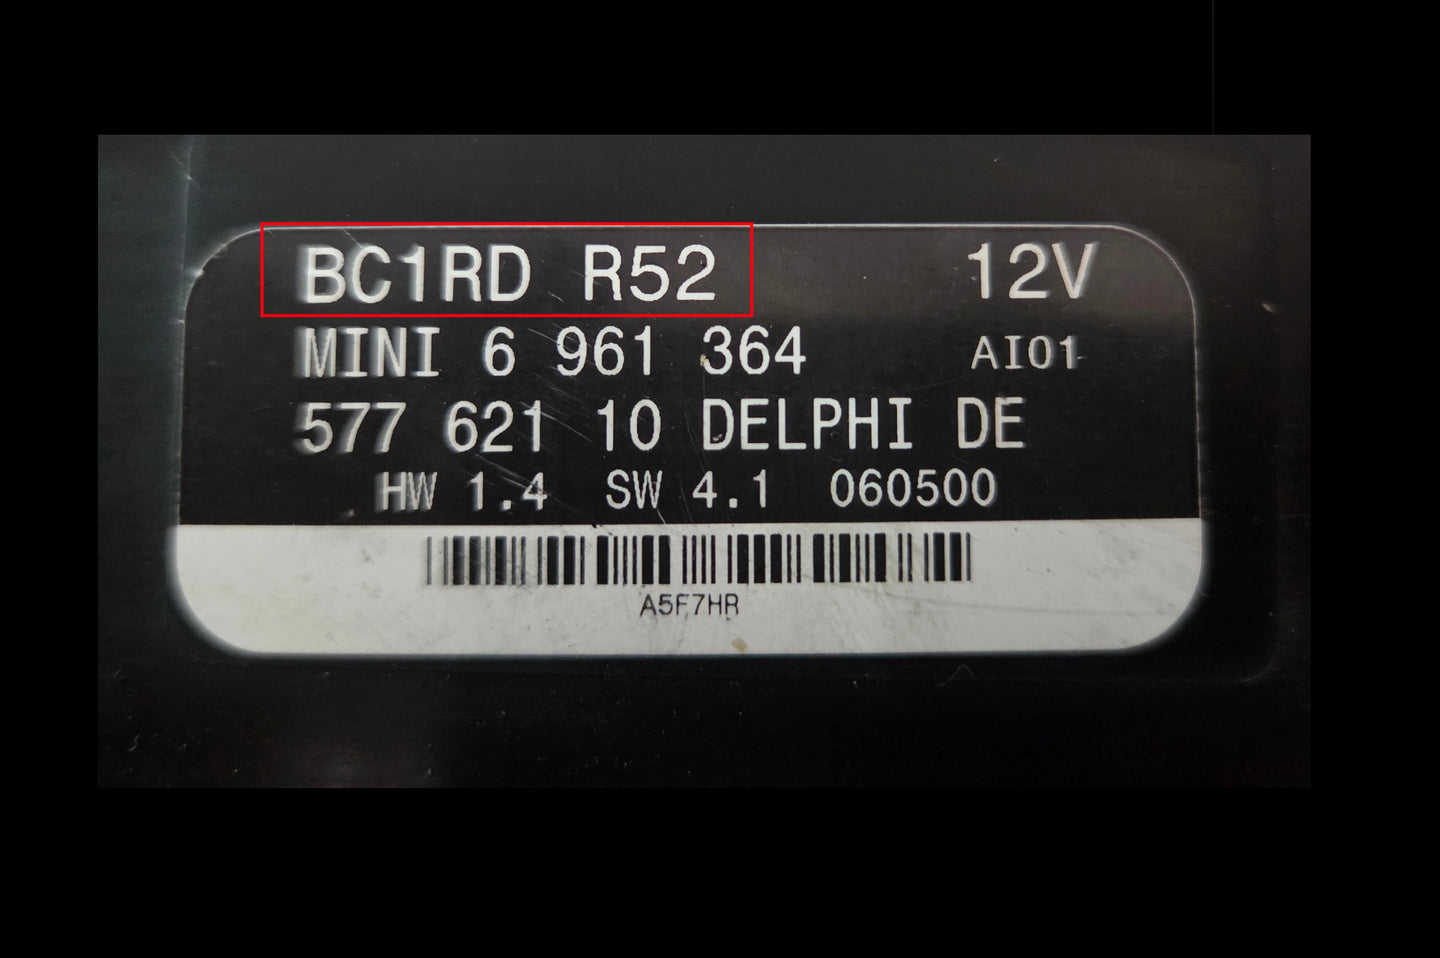 BC1RD R52 12V
MINI 6 961 364 AI01
577 621 10 DELPHI DE
HW 1.4 SW 4.1 060500
A5F7HR